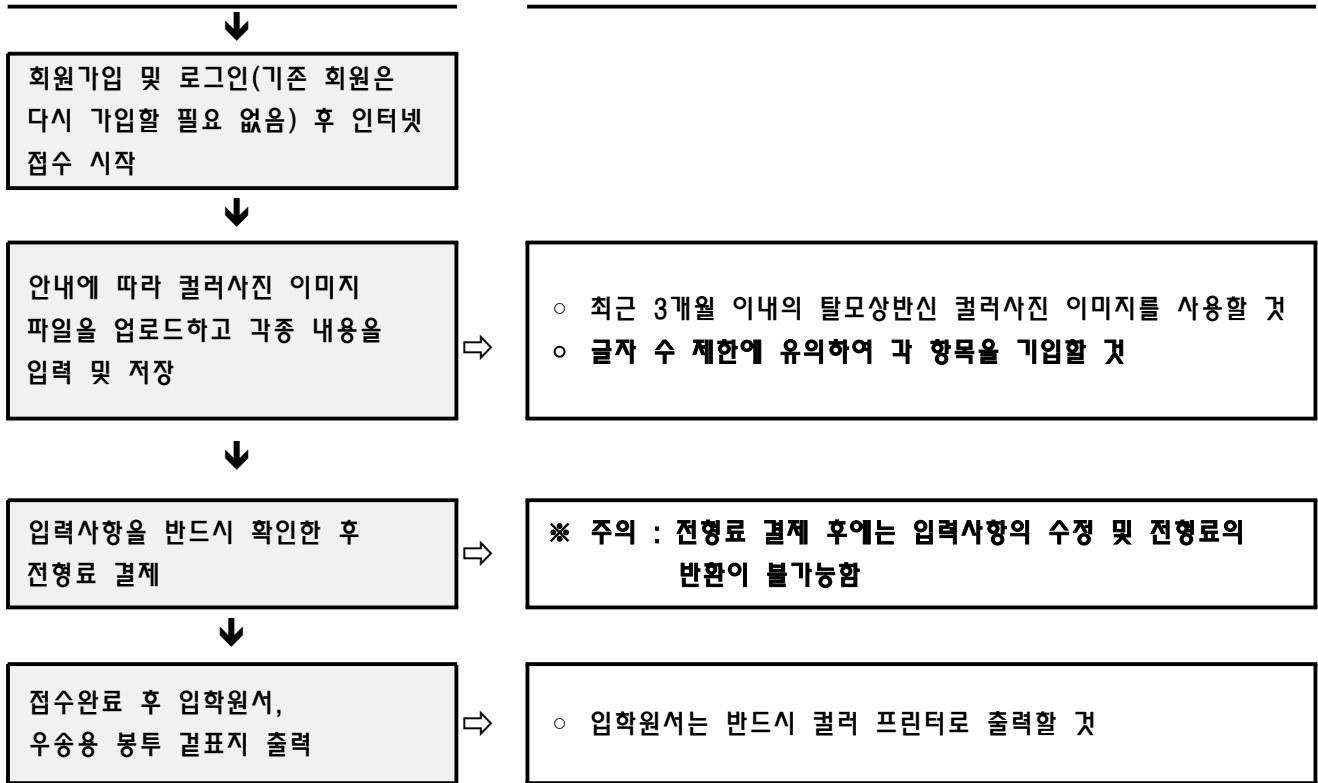 회원가입 및 로그인(기존 회원은
다시 가입할 필요 없음) 후 인터넷
접수 시작
안내에 따라 컬러사진 이미지
파일을 업로드하고 각종 내용을
입력 및 저장
○ 최근 3개월 이내의 탈모상반신 컬러사진 이미지를 사용할 것
○ 글자 수 제한에 유의하여 각 항목을 기입할 것
입력사항을 반드시 확인한 후
전형료 결제
※ 주의 : 전형료 결제 후에는 입력사항의 수정 및 전형료의
반환이 불가능함
접수완료 후 입학원서,
우송용 봉투 겉표지 출력
○ 입학원서는 반드시 컬러 프린터로 출력할 것